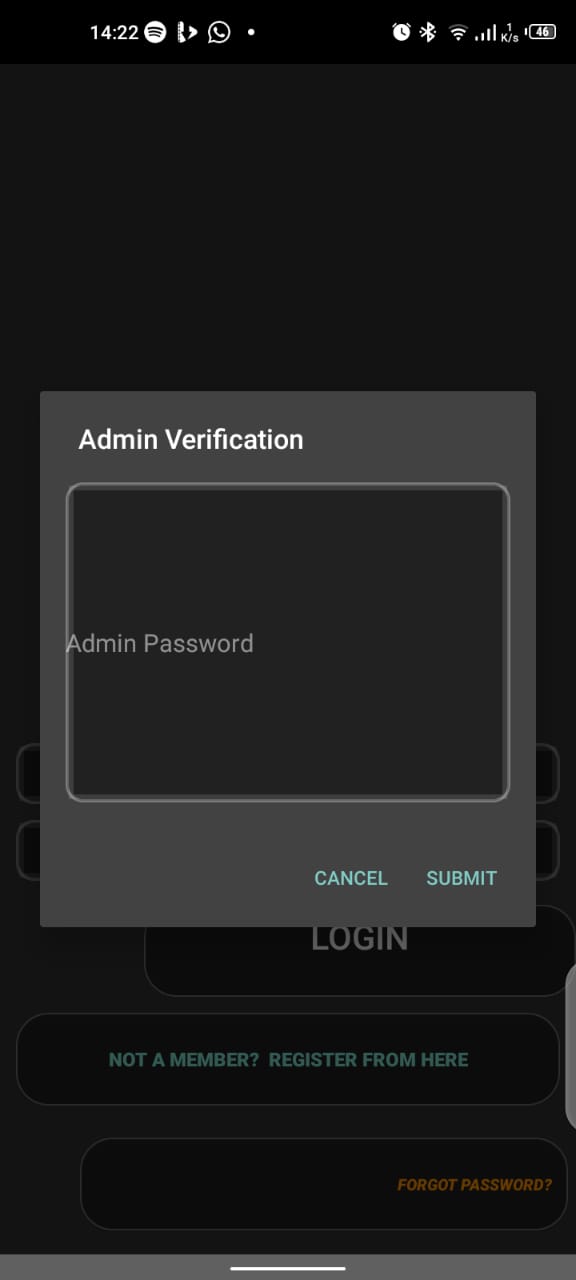 14:22
1
K/s
46
Admin Verification
Admin Password
CANCEL SUBMIT
LOGIN
NOT A MEMBER? REGISTER FROM HERE
FORGOT PASSWORD?